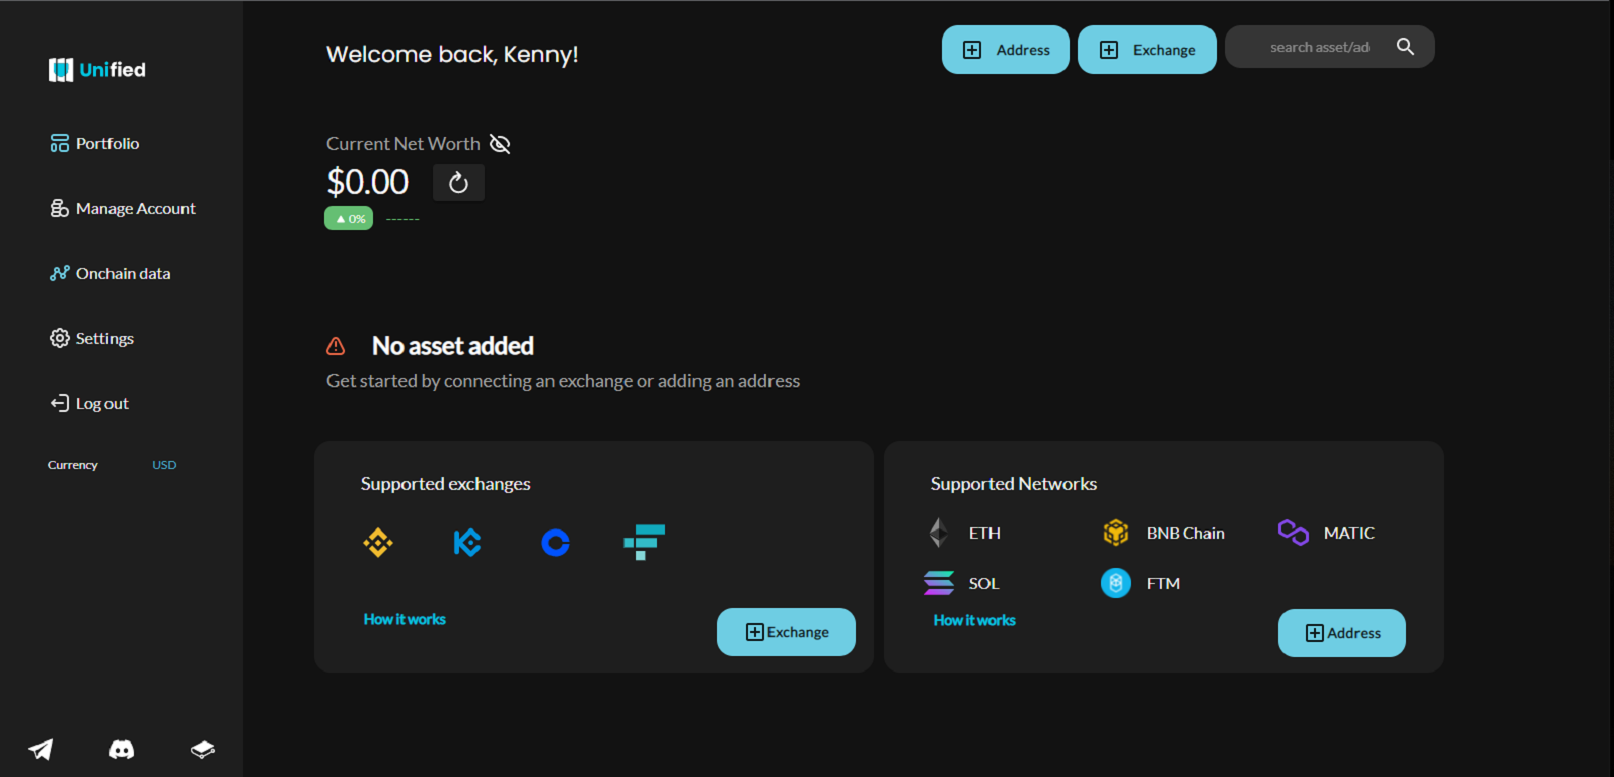 Unified
Portfolio
Manage Account
Onchain data
Settings
Log out
Currency USD
Welcome back, Kenny!
Address
Exchange
search asset/ad
Current Net Worth
$0.00
▲ 0% ------
No asset added
Get started by connecting an exchange or adding an address
Supported exchanges
How it works
Exchange
Supported Networks
ETH BNB Chain MATIC
SOL FTM
How it works
Address